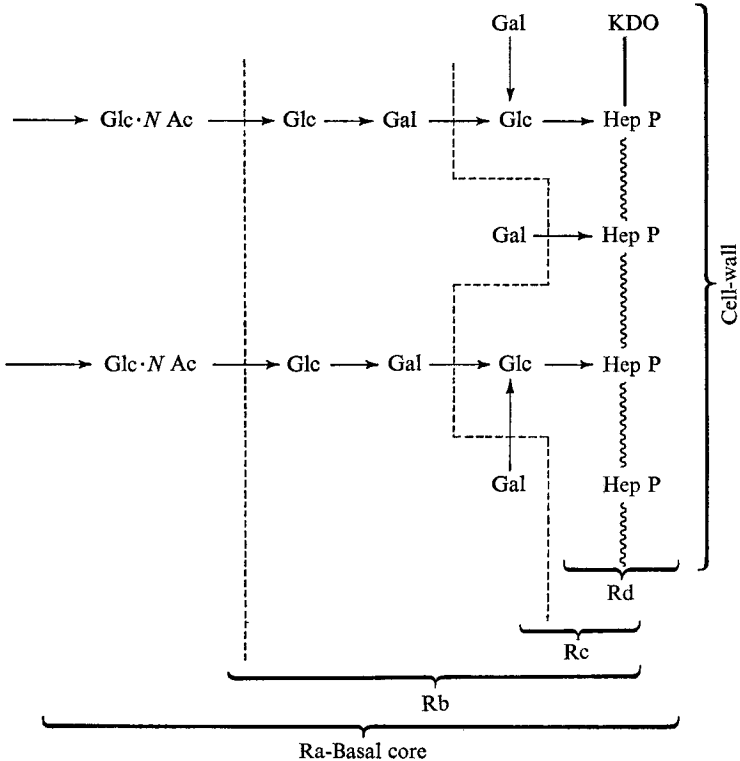 Gal KDO
Glc·N Ac Glc Gal Glc Hep P
Gal Hep P
Cell-wall
Glc·N Ac Glc Gal Glc Hep P
Gal Hep P
Rd
Rc
Rb
Ra-Basal core